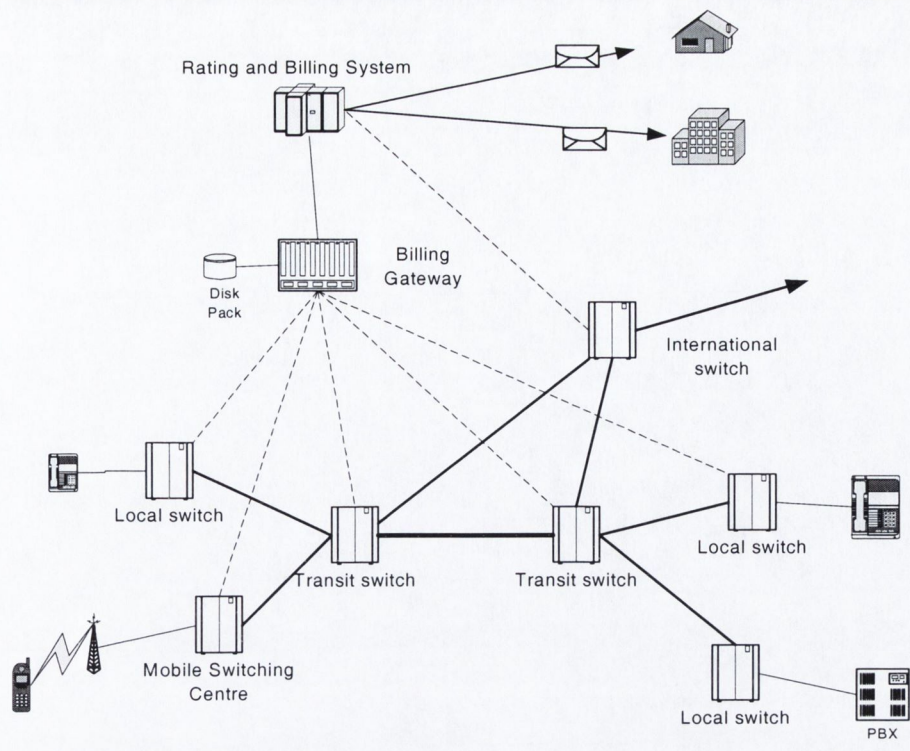 Rating and Billing System
Billing
Gateway
Disk
Pack
International
switch
Local switch
Local switch
Transit switch
Transit switch
Mobile Switching
Centre
Local switch
PBX